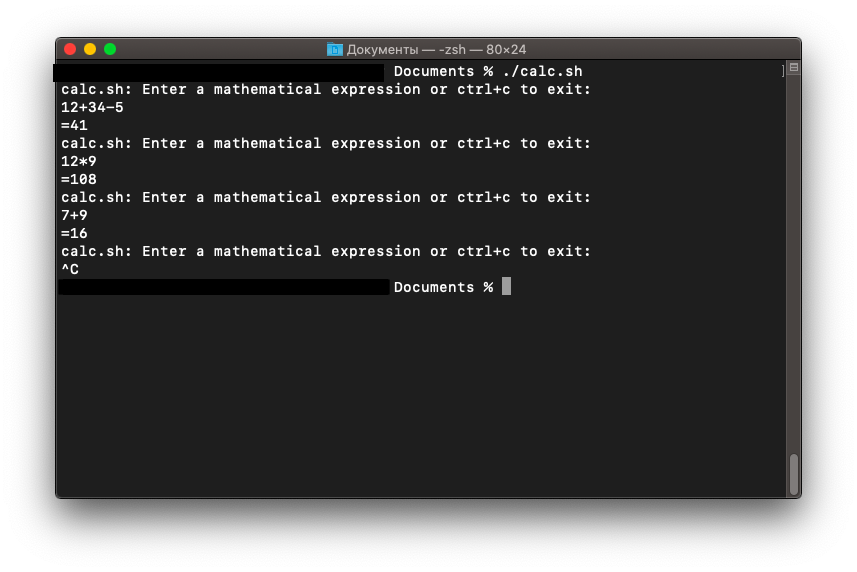 Документы — -zsh — 80×24
Documents % ./calc.sh
calc.sh: Enter a mathematical expression or ctrl+c to exit:
12+34-5
=41
calc.sh: Enter a mathematical expression or ctrl+c to exit:
12*9
=108
calc.sh: Enter a mathematical expression or ctrl+c to exit:
7+9
=16
calc.sh: Enter a mathematical expression or ctrl+c to exit:
^C
Documents %